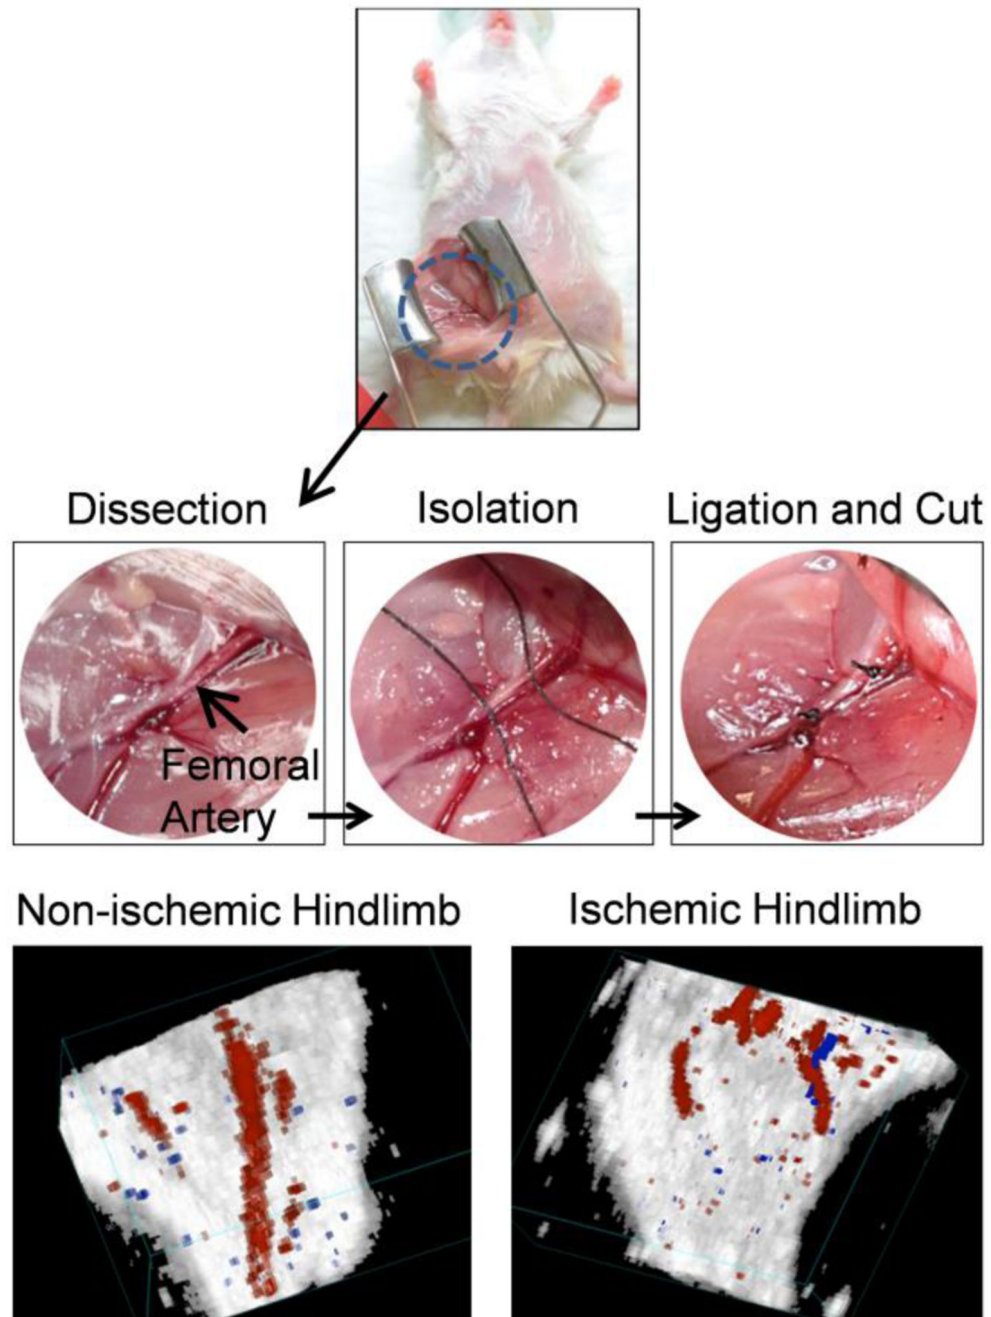 Dissection
Isolation
Ligation and Cut
Femoral
Artery
Non-ischemic Hindlimb
Ischemic Hindlimb